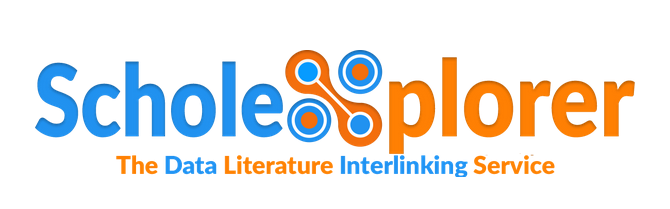 ScholeXplorer
The Data Literature Interlinking Service